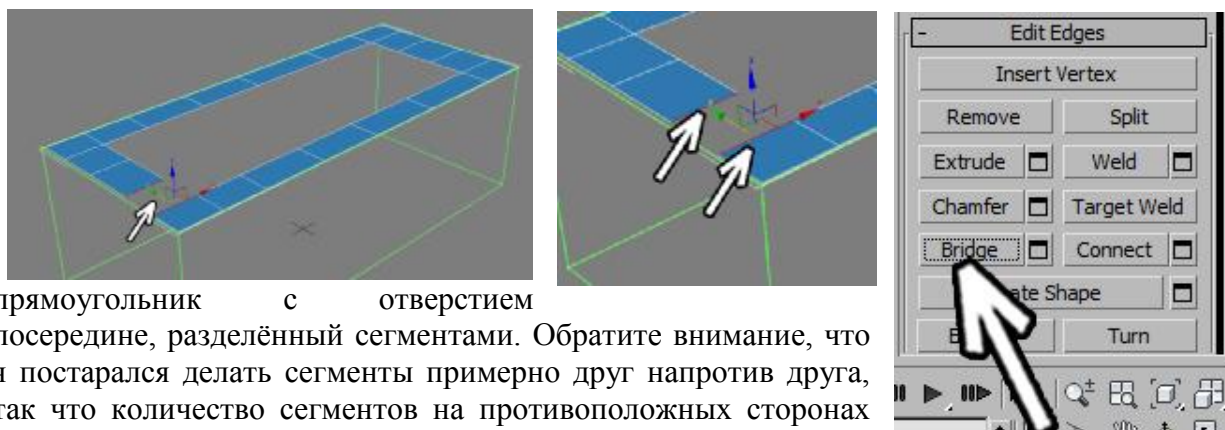 Edit Edges
Insert Vertex
Remove Split
Extrude Weld
Chamfer Target Weld
Bridge Connect
Shape
Turn
прямоугольник с отверстием
посередине, разделённый сегментами. Обратите внимание, что
я постарался делать сегменты примерно друг напротив друга,
так что количество сегментов на противоположных сторонах